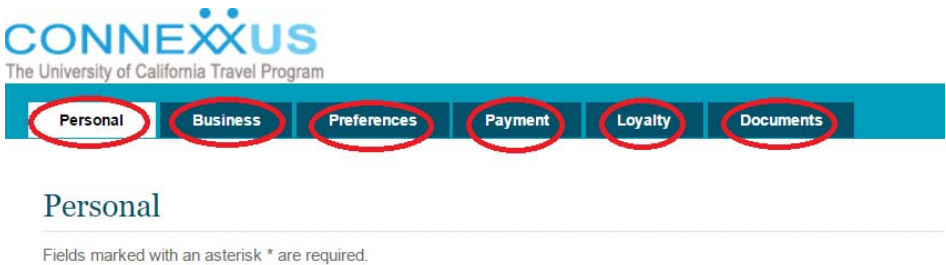 CONNEXXUS
The University of California Travel Program
Personal Business Preferences Payment Loyalty Documents
Personal
Fields marked with an asterisk * are required.